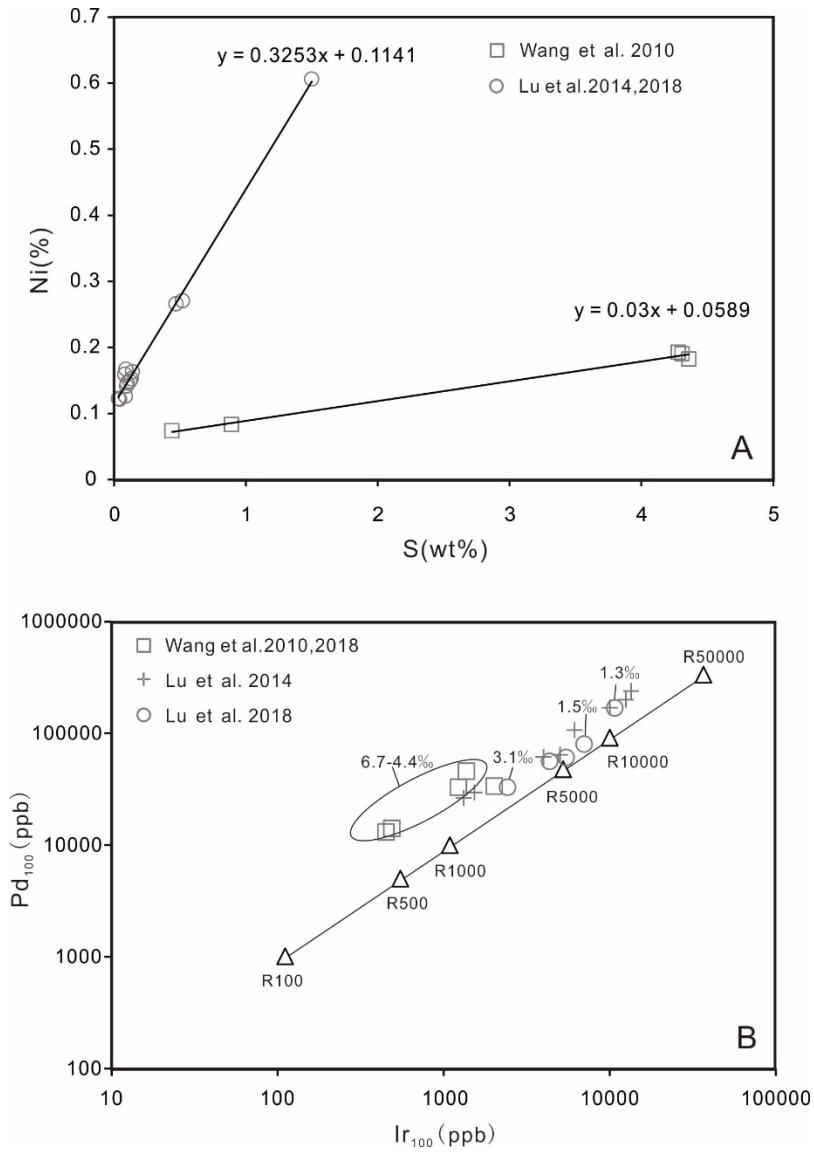 0.7
y = 0.3253x + 0.1141
Wang et al. 2010
Lu et al.2014,2018
0.6
0.5
0.4
Ni(%)
0.3
y = 0.03x + 0.0589
0.2
0.1
A
0
0 1 2 3 4 5
S(wt%)
1000000
Wang et al.2010,2018
Lu et al. 2014
Lu et al. 2018
1.3‰
R50000
1.5‰
100000
6.7-4.4‰
3.1‰
R10000
R5000
10000
Pd100 (ppb)
R1000
R500
1000
R100
B
100
10 100 1000 10000 100000
Ir100 (ppb)